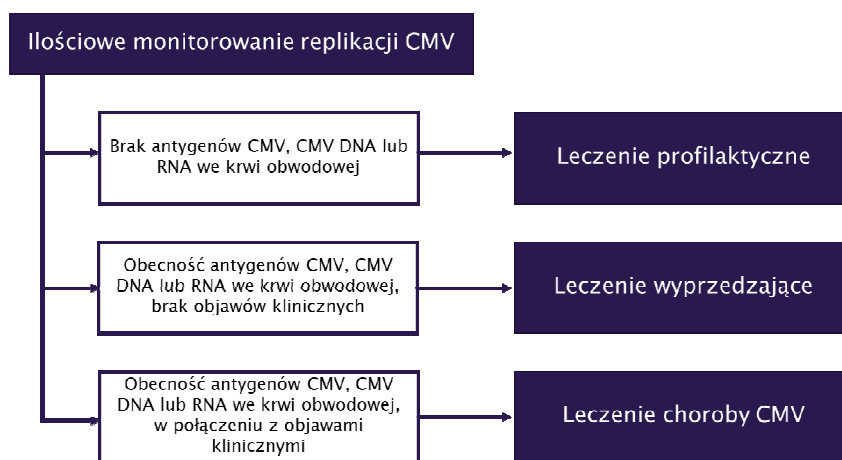 Ilościowe monitorowanie replikacji CMV
Brak antygenów CMV, CMV DNA lub
RNA we krwi obwodowej
Leczenie profilaktyczne
Obecność antygenów CMV, CMV
DNA lub RNA we krwi obwodowej,
brak objawów klinicznych
Leczenie wyprzedzające
Obecność antygenów CMV, CMV
DNA lub RNA we krwi obwodowej,
w połączeniu z objawami
klinicznymi
Leczenie choroby CMV